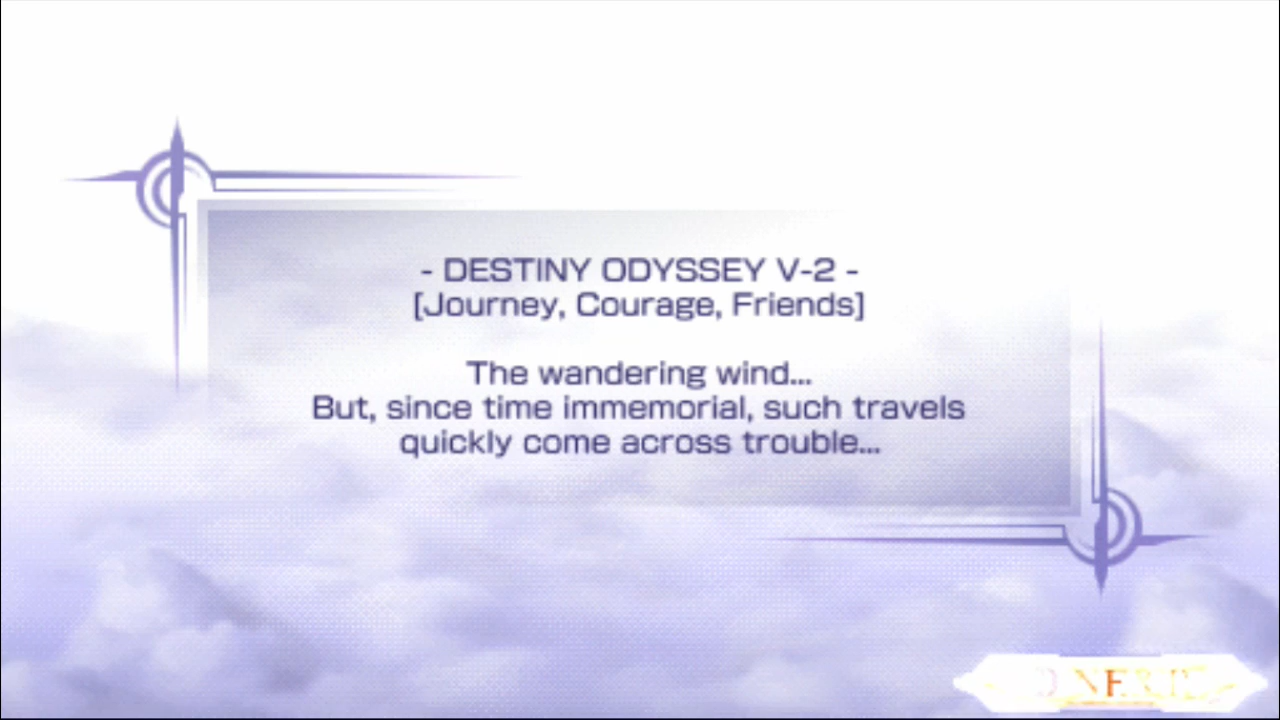 - DESTINY ODYSSEY V-2 -
[Journey, Courage, Friends]
The wandering wind...
But, since time immemorial, such travels
quickly come across trouble...